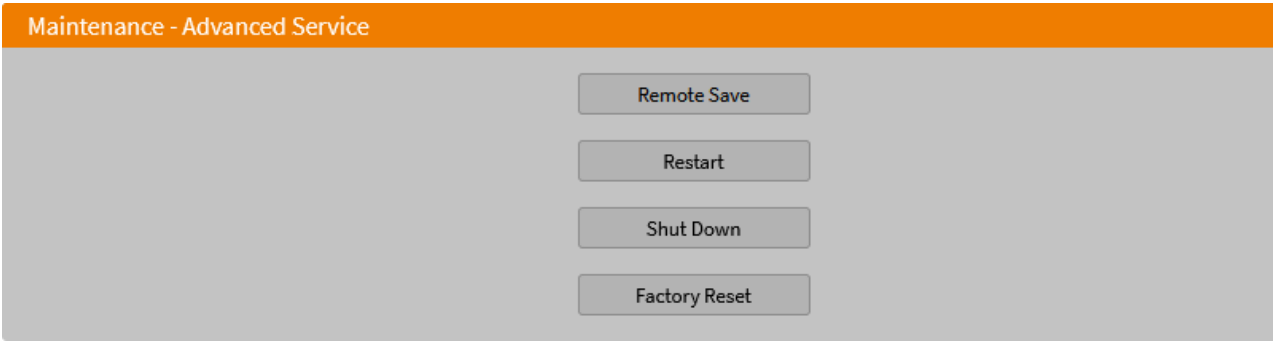 Maintenance - Advanced Service
Remote Save
Restart
Shut Down
Factory Reset